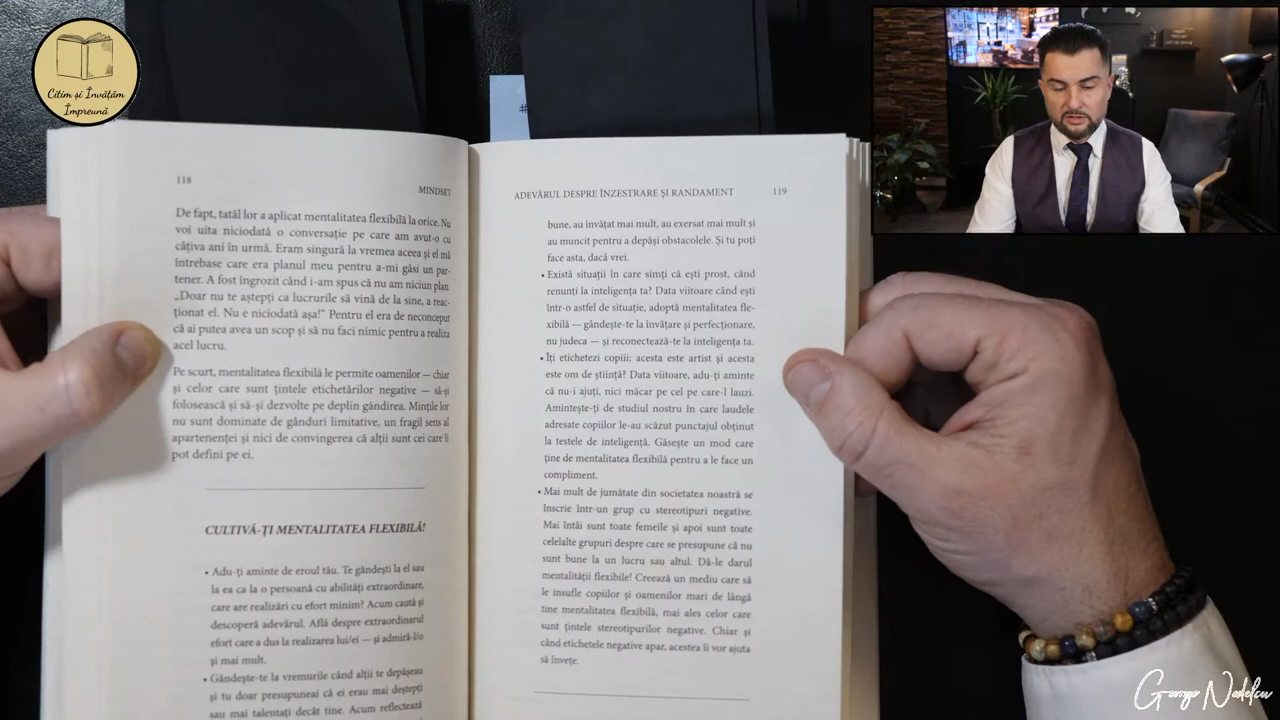 Citim și Învățăm
Împreună
118
MINDSET
De fapt, tatăl lor a aplicat mentalitatea flexibilă la orice. Nu
voi uita niciodată o conversație pe care am avut-o cu
câțiva ani în urmă. Eram singură la vremea aceea și el mă
întrebase care era planul meu pentru a-mi găsi un par-
tener. A fost îngrozit când i-am spus că nu am niciun plan.
„Doar nu te aștepți ca lucrurile să vină de la sine, a reac-
ționat el. Nu e niciodată așa!” Pentru el era de neconceput
că ai putea avea un scop și să nu faci nimic pentru a realiza
acel lucru.
Pe scurt, mentalitatea flexibilă le permite oamenilor — chiar
și celor care sunt țintele etichetărilor negative — să-și
folosească și să-și dezvolte pe deplin gândirea. Mințile lor
nu sunt dominate de gânduri limitative, un fragil sens al
apartenenței și nici de convingerea că alții sunt cei care îi
pot defini pe ei.
CULTIVĂ-ȚI MENTALITATEA FLEXIBILĂ!
• Adu-ți aminte de eroul tău. Te gândești la el sau
la ea ca la o persoană cu abilități extraordinare,
care are realizări cu efort minim? Acum caută și
descoperă adevărul. Află despre extraordinarul
efort care a dus la realizarea lui/ei — și admiră-l/o
și mai mult.
• Gândește-te la vremurile când alții te depășeau
și tu doar presupuneai că ei erau mai deștepți
sau mai talentați decât tine. Acum reflectează
ADEVĂRUL DESPRE ÎNZESTRARE ȘI RANDAMENT
119
bune, au învățat mai mult, au exersat mai mult și
au muncit pentru a depăși obstacolele. Și tu poți
face asta, dacă vrei.
• Există situații în care simți că ești prost, când
renunți la inteligența ta? Data viitoare când ești
într-o astfel de situație, adoptă mentalitatea fle-
xibilă — gândește-te la învățare și perfecționare,
nu judeca — și reconectează-te la inteligența ta.
• Îți etichetezi copiii: acesta este artist și acesta
este om de știință? Data viitoare, adu-ți aminte
că nu-i ajuți, nici măcar pe cel pe care-l lauzi.
Amintește-ți de studiul nostru în care laudele
adresate copiilor le-au scăzut punctajul obținut
la testele de inteligență. Găsește un mod care
ține de mentalitatea flexibilă pentru a le face un
compliment.
• Mai mult de jumătate din societatea noastră se
înscrie într-un grup cu stereotipuri negative.
Mai întâi sunt toate femeile și apoi sunt toate
celelalte grupuri despre care se presupune că nu
sunt bune la un lucru sau altul. Dă-le darul
mentalității flexibile! Creează un mediu care să
le insufle copiilor și oamenilor mari de lângă
tine mentalitatea flexibilă, mai ales celor care
sunt țintele stereotipurilor negative. Chiar și
când etichetele negative apar, acestea îi vor ajuta
să învețe.
George Nedelcu